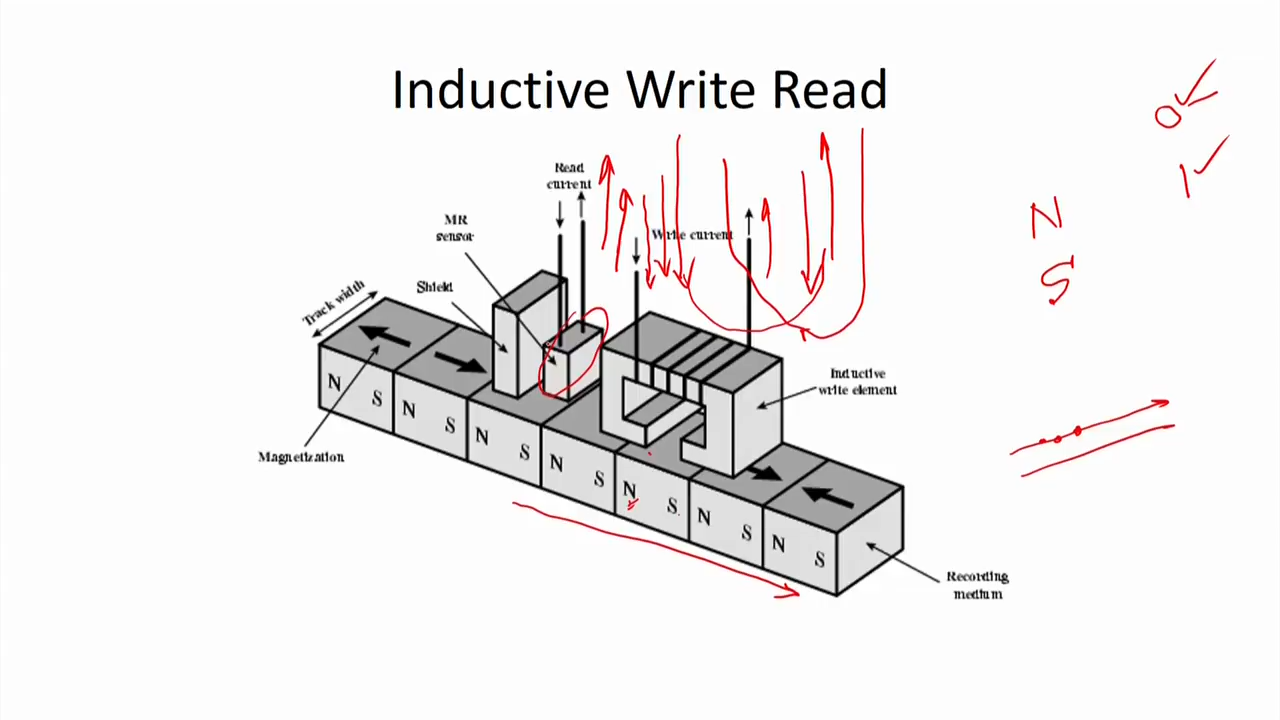 Inductive Write Read
0
1
Read
current
MR
sensor
Write current
N
S
Shield
Track width
Inductive
write element
N S N S N S N S N S N S N S
Magnetization
Recording
medium